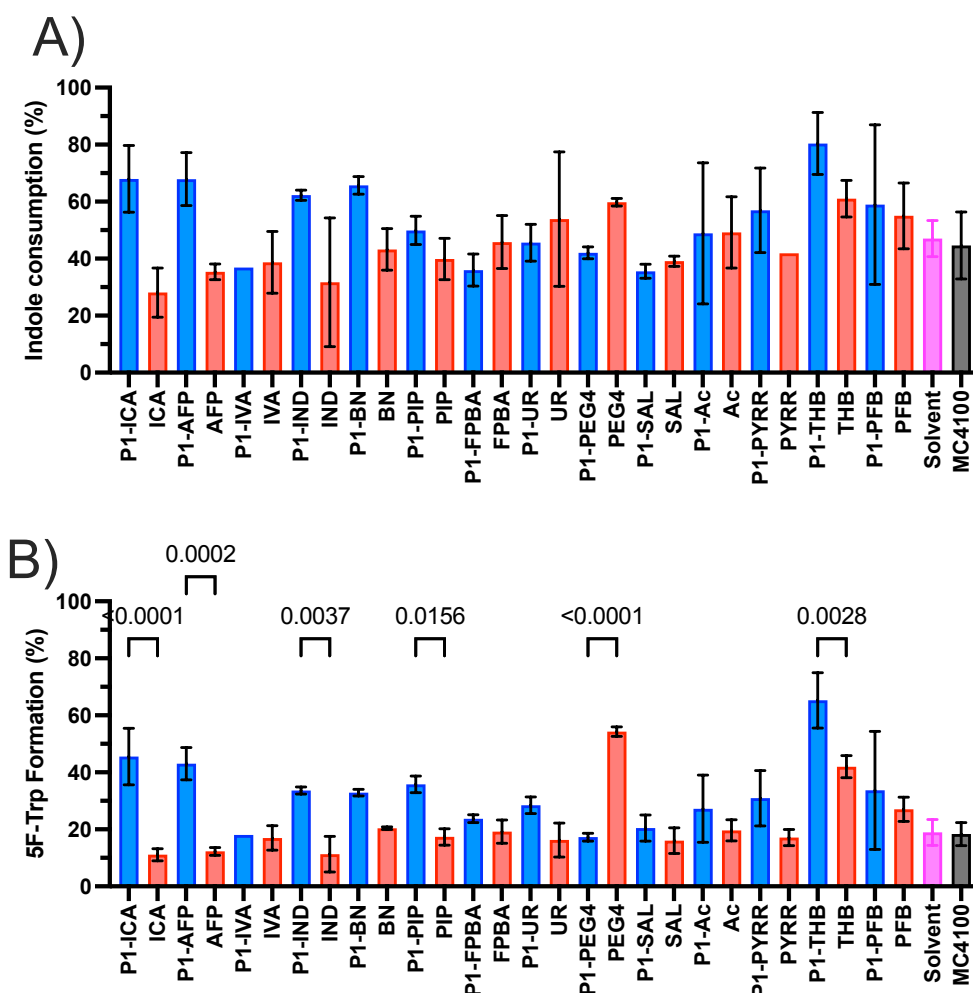 A)
Indole consumption (%)
100
80
60
40
20
0
P1-ICA
ICA
P1-AFP
AFP
P1-IVA
IVA
P1-IND
IND
P1-BN
BN
P1-PIP
PIP
P1-FPBA
FPBA
P1-UR
UR
P1-PEG4
PEG4
P1-SAL
SAL
P1-Ac
Ac
P1-PYRR
PYRR
P1-THB
THB
P1-PFB
PFB
Solvent
MC4100
B)
0.0002
<0.0001
0.0037
0.0156
<0.0001
0.0028
5F-Trp Formation (%)
100
80
60
40
20
0
P1-ICA
ICA
P1-AFP
AFP
P1-IVA
IVA
P1-IND
IND
P1-BN
BN
P1-PIP
PIP
P1-FPBA
FPBA
P1-UR
UR
P1-PEG4
PEG4
P1-SAL
SAL
P1-Ac
Ac
P1-PYRR
PYRR
P1-THB
THB
P1-PFB
PFB
Solvent
MC4100